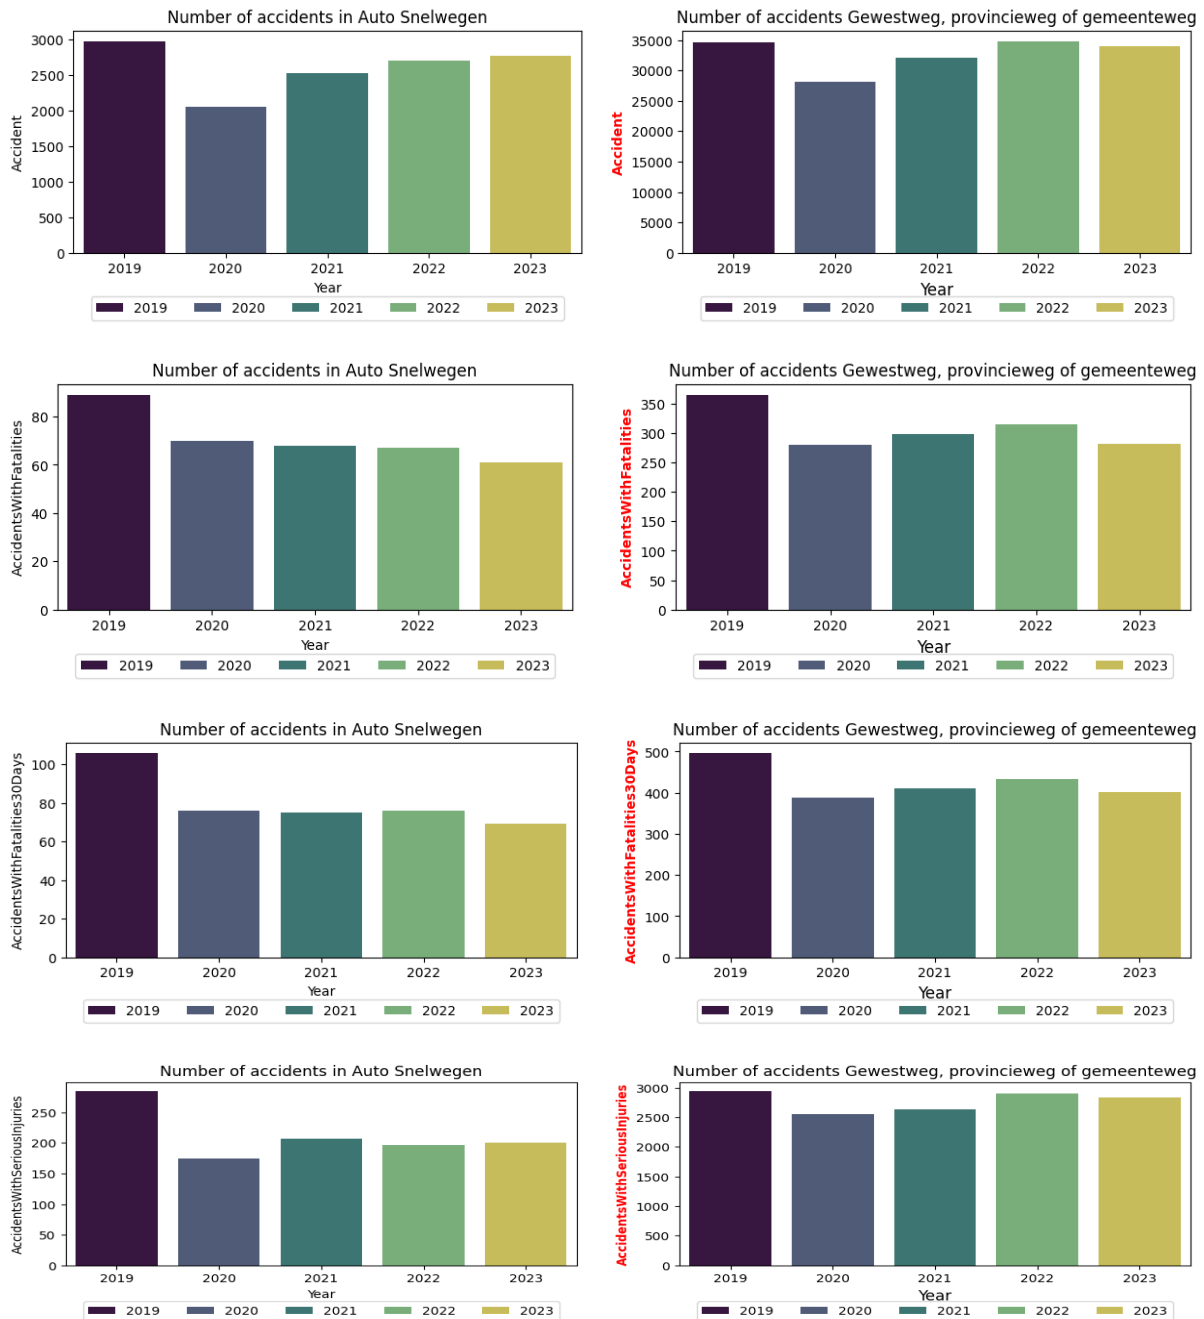 Number of accidents in Auto Snelwegen
Accident
3000
2500
2000
1500
1000
500
0
2019 2020 2021 2022 2023
Year
2019 2020 2021 2022 2023
Number of accidents Gewestweg, provincieweg of gemeenteweg
Accident
35000
30000
25000
20000
15000
10000
5000
0
2019 2020 2021 2022 2023
Year
2019 2020 2021 2022 2023
Number of accidents in Auto Snelwegen
AccidentsWithFatalities
80
60
40
20
0
2019 2020 2021 2022 2023
Year
2019 2020 2021 2022 2023
Number of accidents Gewestweg, provincieweg of gemeenteweg
AccidentsWithFatalities
350
300
250
200
150
100
50
0
2019 2020 2021 2022 2023
Year
2019 2020 2021 2022 2023
Number of accidents in Auto Snelwegen
AccidentsWithFatalities30Days
100
80
60
40
20
0
2019 2020 2021 2022 2023
Year
2019 2020 2021 2022 2023
Number of accidents Gewestweg, provincieweg of gemeenteweg
AccidentsWithFatalities30Days
500
400
300
200
100
0
2019 2020 2021 2022 2023
Year
2019 2020 2021 2022 2023
Number of accidents in Auto Snelwegen
AccidentsWithSeriousInjuries
250
200
150
100
50
0
2019 2020 2021 2022 2023
Year
2019 2020 2021 2022 2023
Number of accidents Gewestweg, provincieweg of gemeenteweg
AccidentsWithSeriousInjuries
3000
2500
2000
1500
1000
500
0
2019 2020 2021 2022 2023
Year
2019 2020 2021 2022 2023